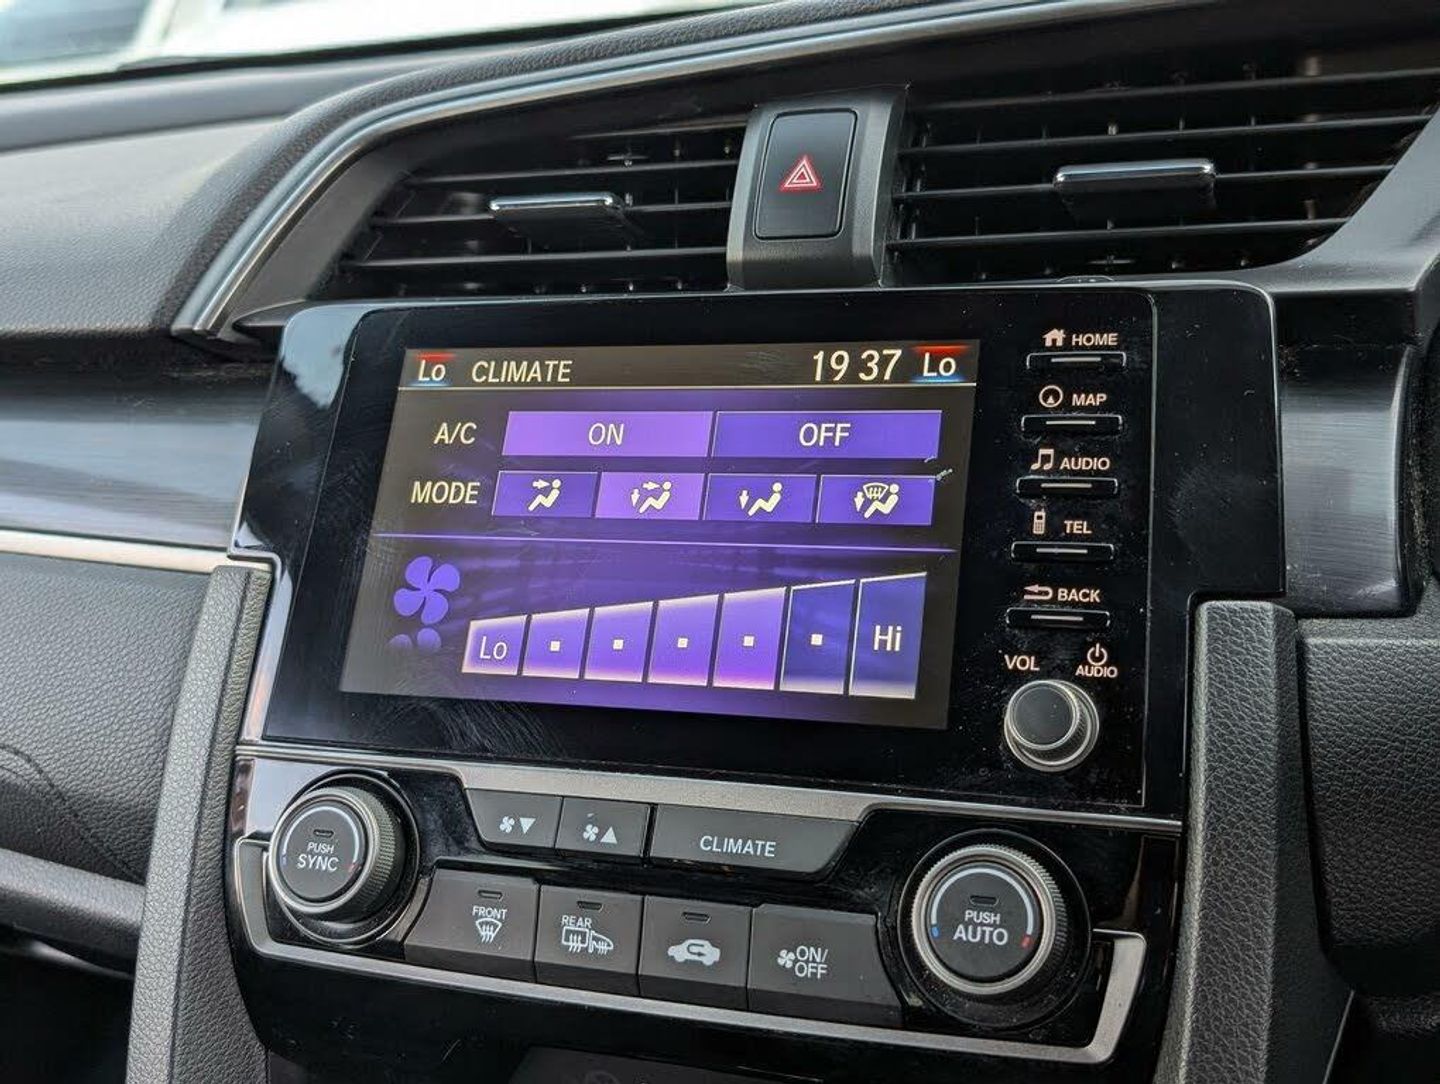 Lo CLIMATE 19 37 Lo
A/C ON OFF
MODE
Lo Hi
HOME
MAP
AUDIO
TEL
BACK
VOL
AUDIO
PUSH
SYNC
CLIMATE
FRONT
REAR
ON/
OFF
PUSH
AUTO